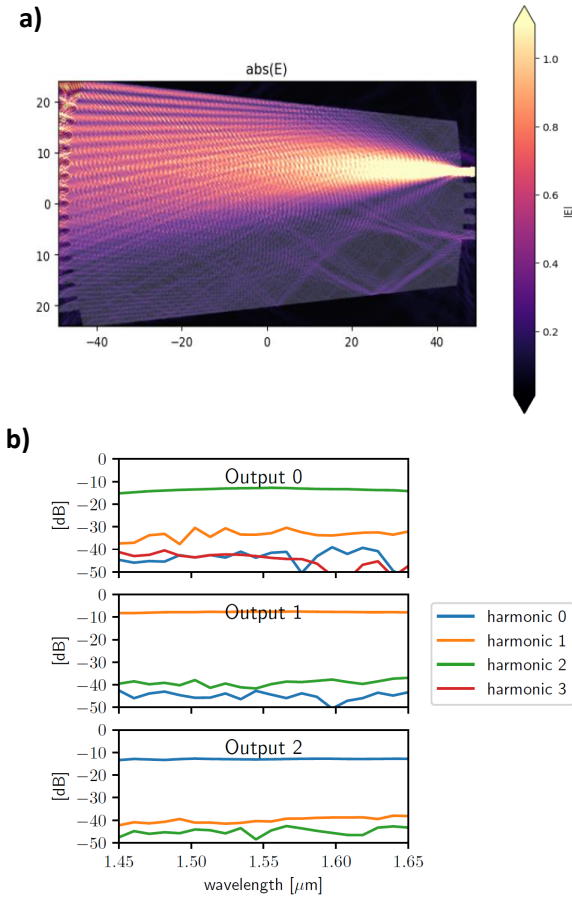 a)
abs(E)
20
10
0
10
20
−40
−20
0
20
40
1.0
0.8
0.6
0.4
0.2
|E|
b)
Output 0
0
−10
−20
−30
−40
−50
[dB]
Output 1
0
−10
−20
−30
−40
−50
[dB]
harmonic 0
harmonic 1
harmonic 2
harmonic 3
Output 2
0
−10
−20
−30
−40
−50
[dB]
1.45 1.50 1.55 1.60 1.65
wavelength [μm]